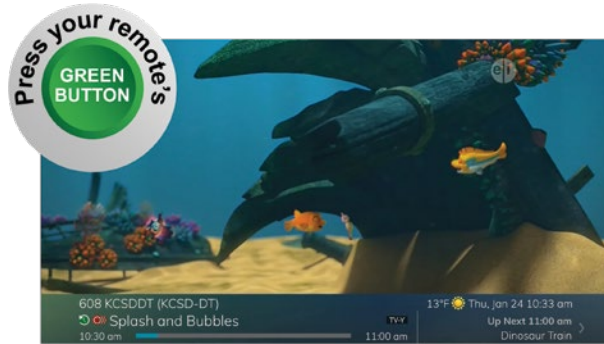 Press your remote's
GREEN
BUTTON
e/i
608 KCSDDT (KCSD-DT)
13°F Thu, Jan 24 10:33 am
Splash and Bubbles
TV-Y
Up Next 11:00 am
10:30 am
11:00 am
Dinosaur Train